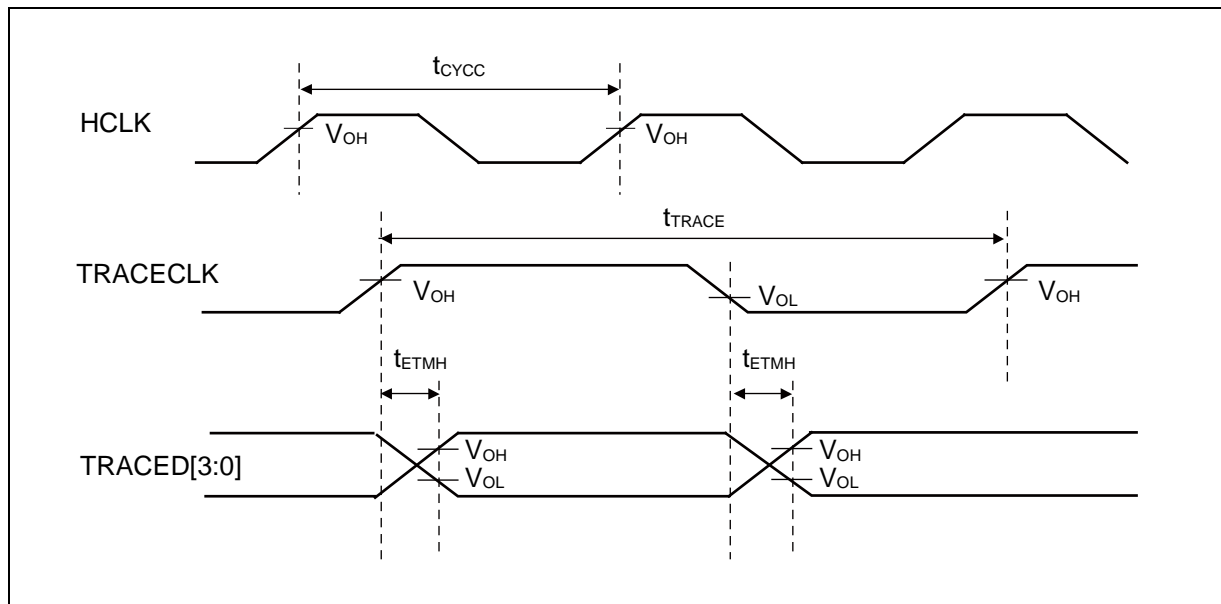 tCYCC
HCLK
VOH VOH
tTRACE
TRACECLK
VOH VOL VOH
tETMH tETMH
TRACED[3:0]
VOH VOH
VOL VOL